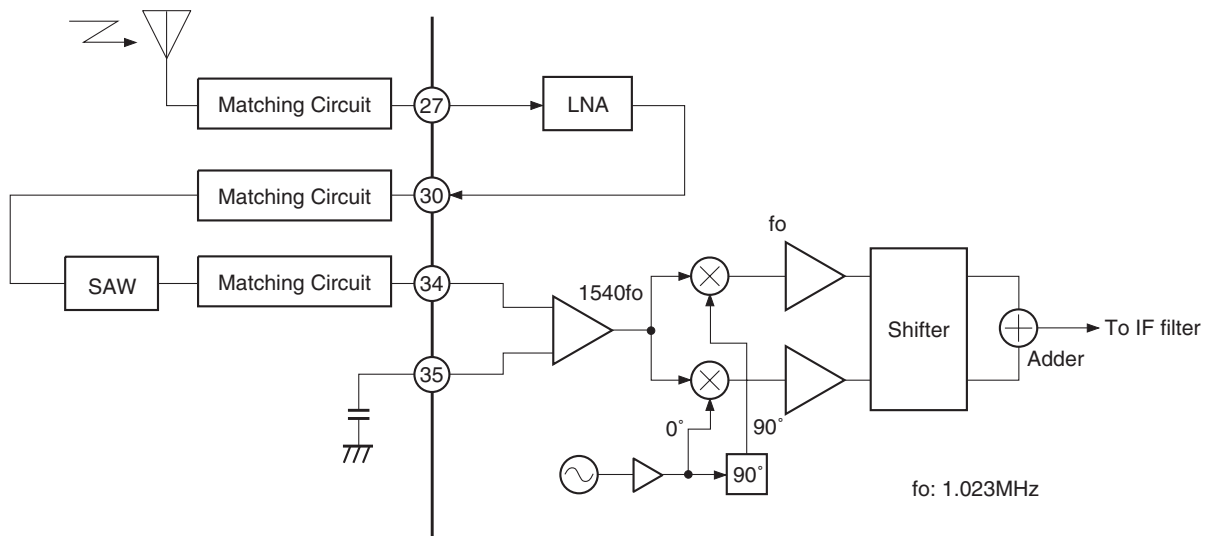 Matching Circuit
27
LNA
Matching Circuit
30
fo
SAW
Matching Circuit
34
1540fo
Shifter
To IF filter
Adder
35
0°
90°
90°
fo: 1.023MHz